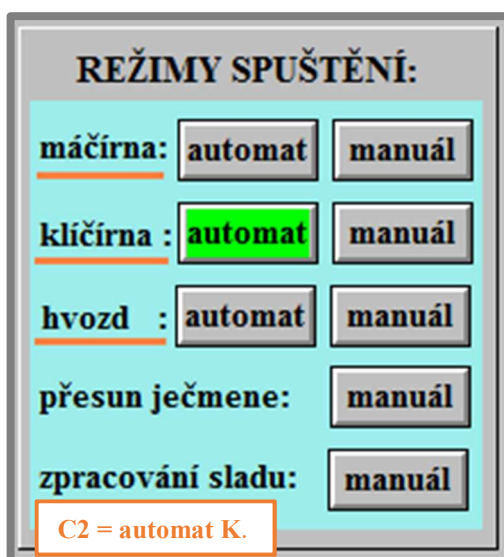 REŽIMY SPUŠTĚNÍ:
máčírna: automat manuál
klíčírna : automat manuál
hvozd : automat manuál
přesun ječmene: manuál
zpracování sladu: manuál
C2 = automat K.